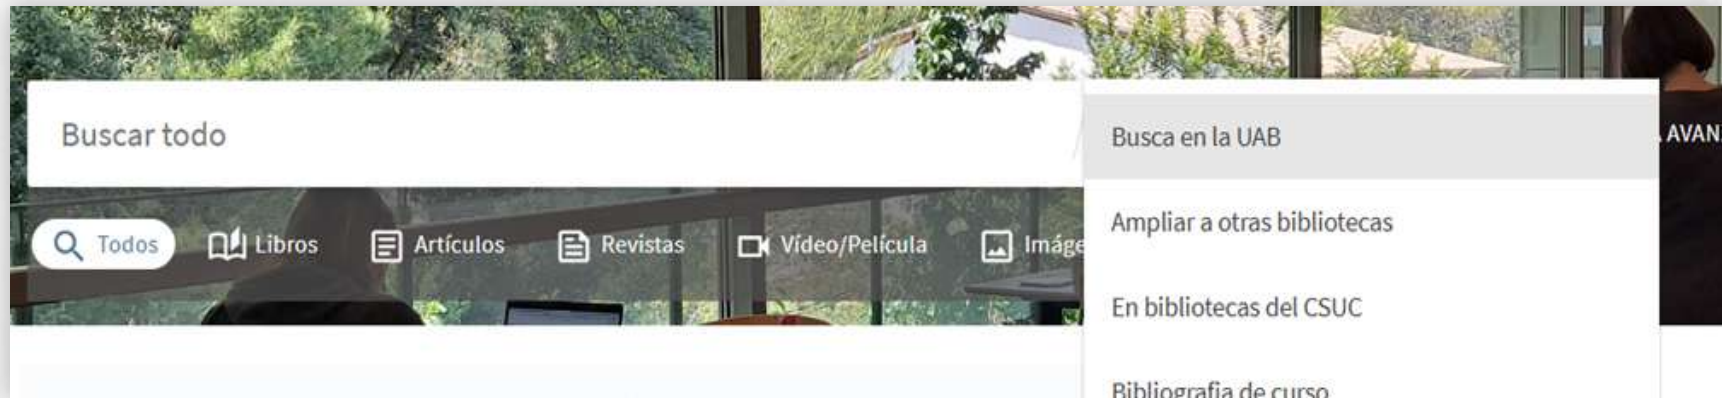 Buscar todo
Busca en la UAB
AVAN
Ampliar a otras bibliotecas
Todos
Libros
Artículos
Revistas
Vídeo/Película
Imáge
En bibliotecas del CSUC
Bibliografia de curso